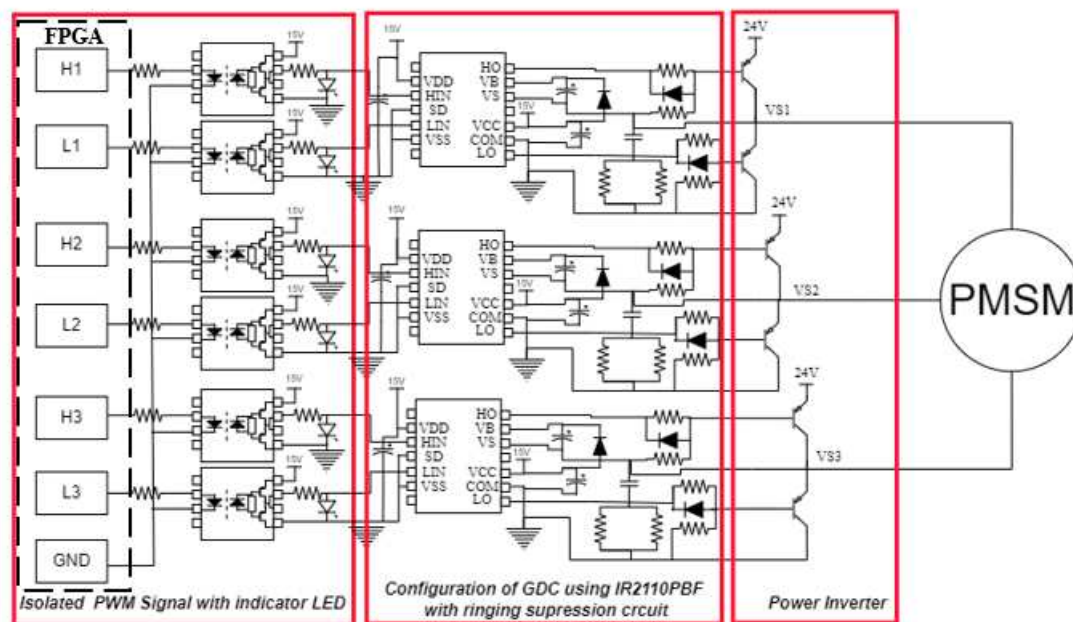 FPGA
H1
L1
H2
L2
H3
L3
GND
15V
15V
15V
15V
15V
15V
Isolated PWM Signal with indicator LED
15V
VDD
HIN
SD
LIN
VSS
HO
VB
VS
15V
VCC
COM
LO
15V
VDD
HIN
SD
LIN
VSS
HO
VB
VS
15V
VCC
COM
LO
15V
VDD
HIN
SD
LIN
VSS
HO
VB
VS
15V
VCC
COM
LO
Configuration of GDC using IR2110PBF
with ringing supression crcuit
24V
VS1
24V
VS2
24V
VS3
Power Inverter
PMSM